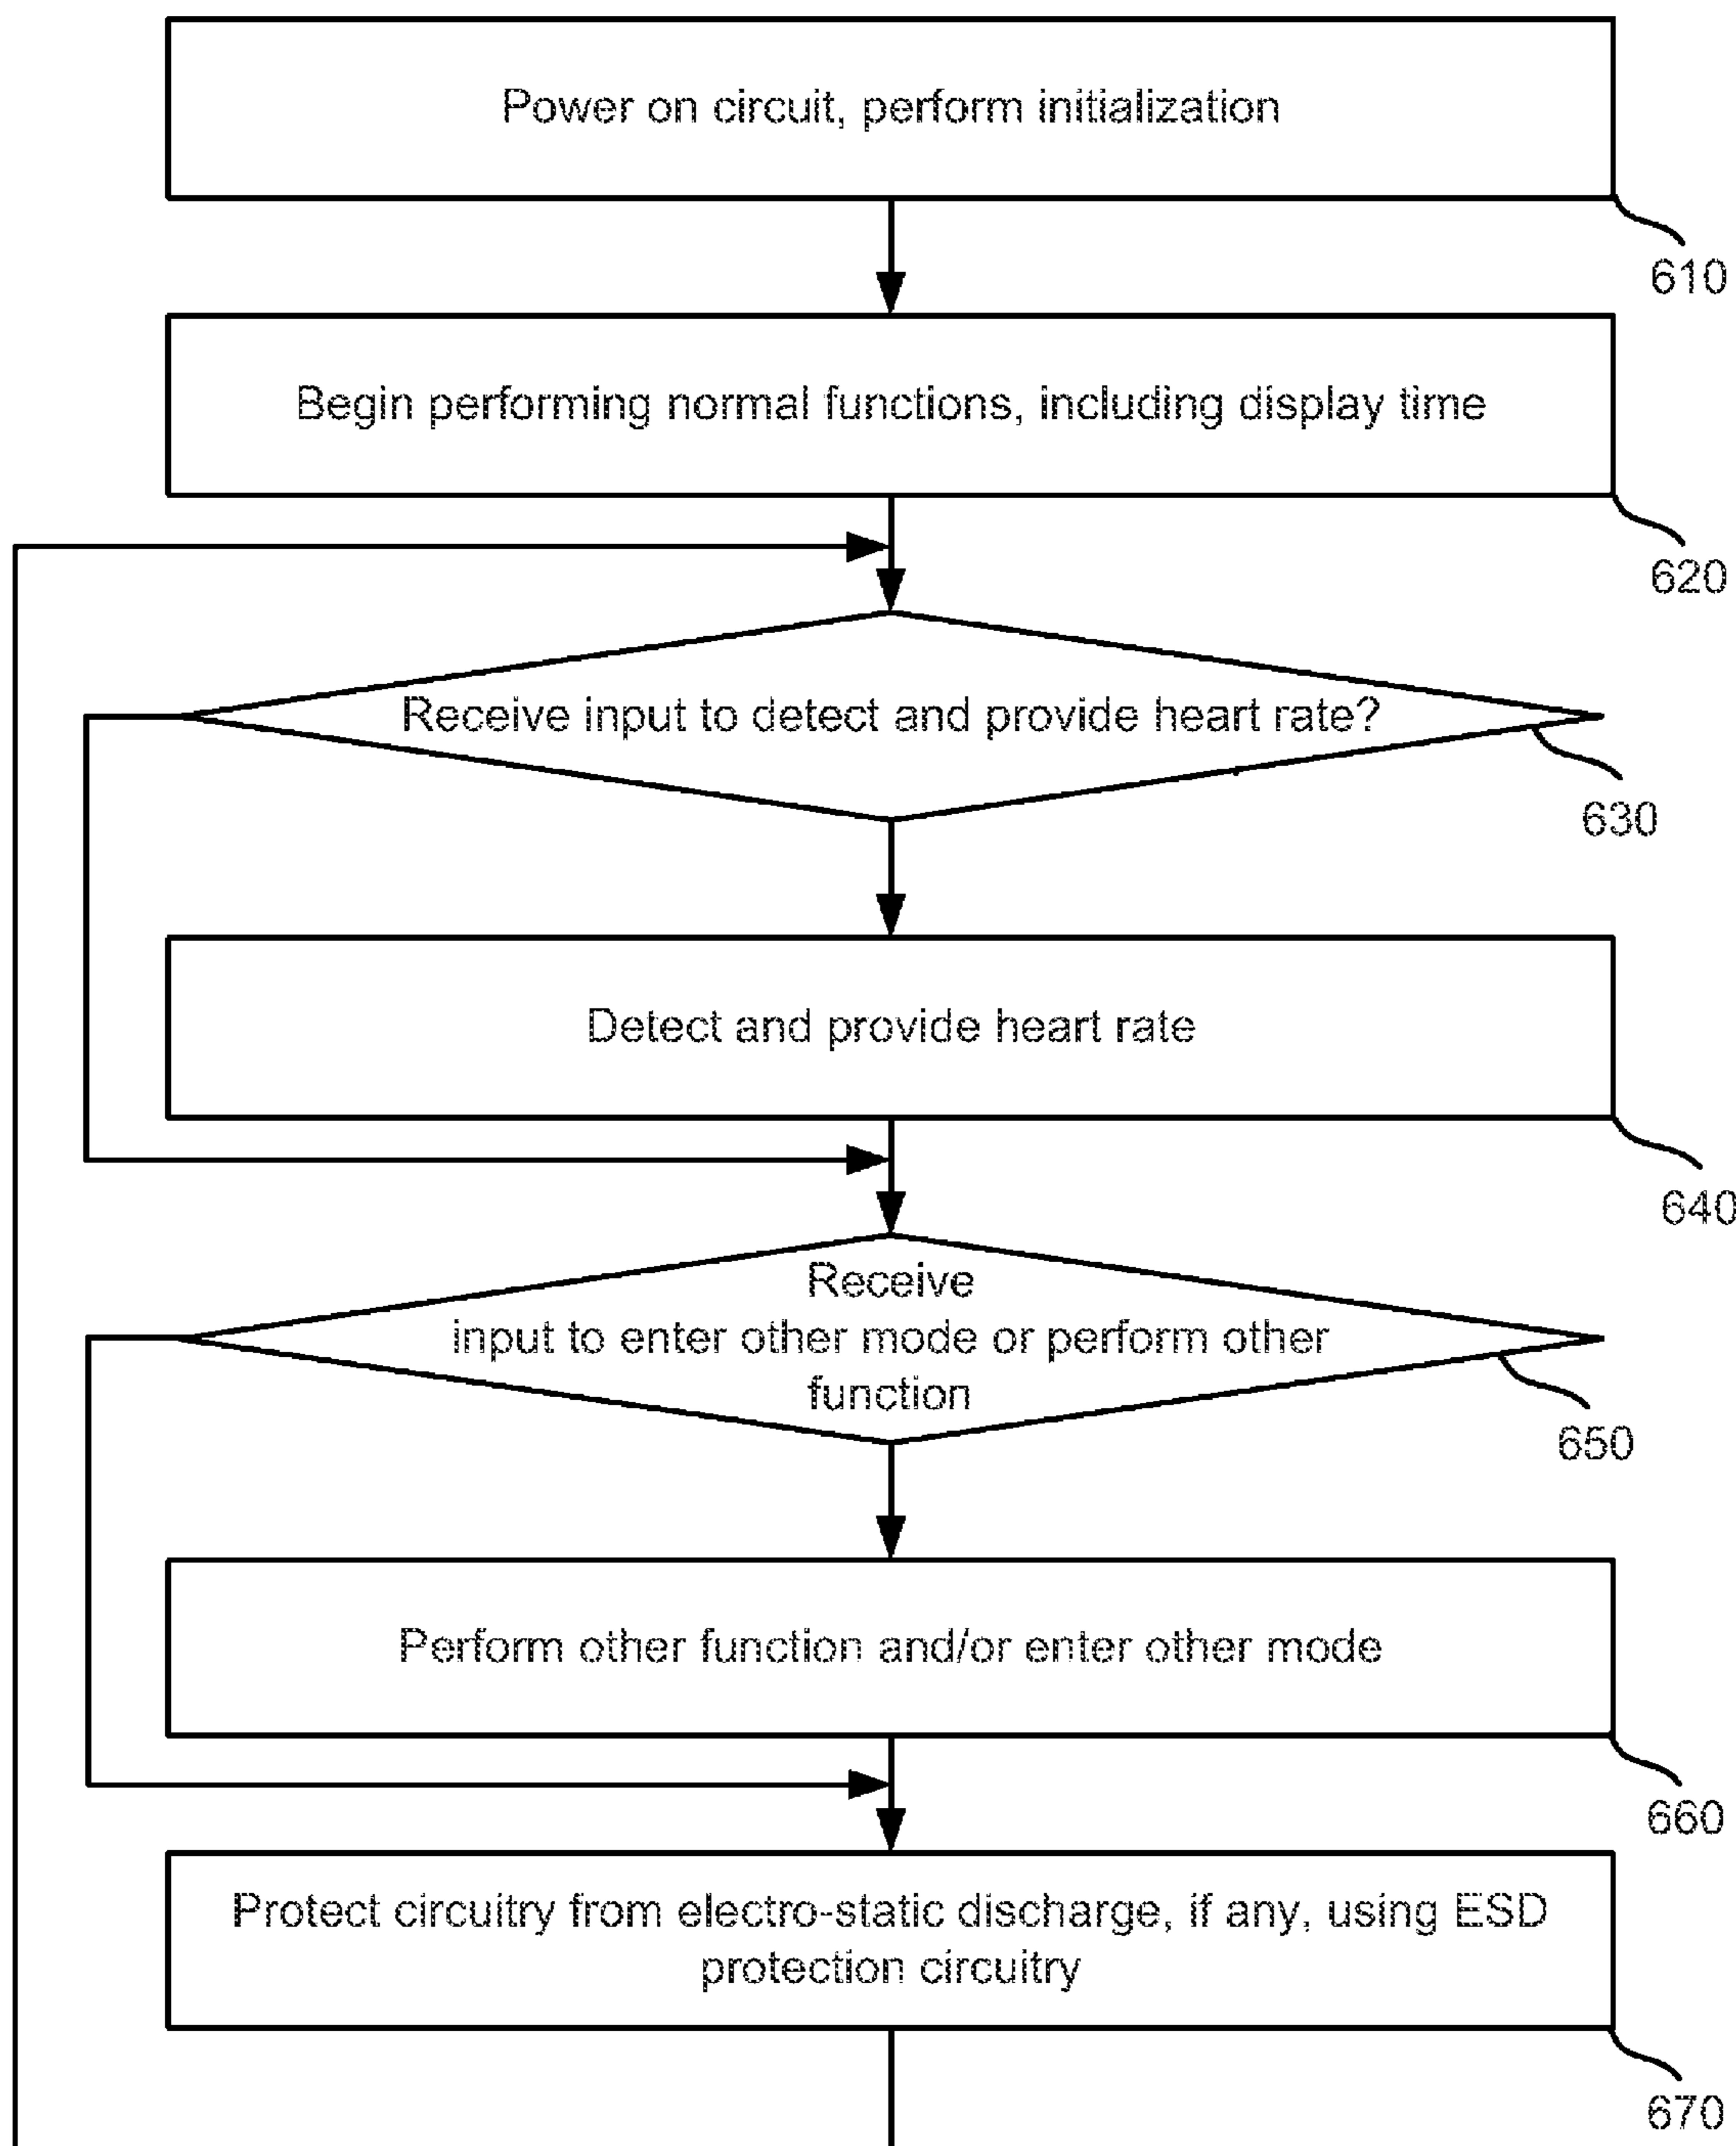 Power on circuit, perform initialization
610
Begin performing normal functions, including display time
620
Receive input to detect and provide heart rate?
630
Detect and provide heart rate
640
Receive
input to enter other mode or perform other
function
650
Perform other function and/or enter other mode
660
Protect circuitry from electro-static discharge, if any, using ESD
protection circuitry
670